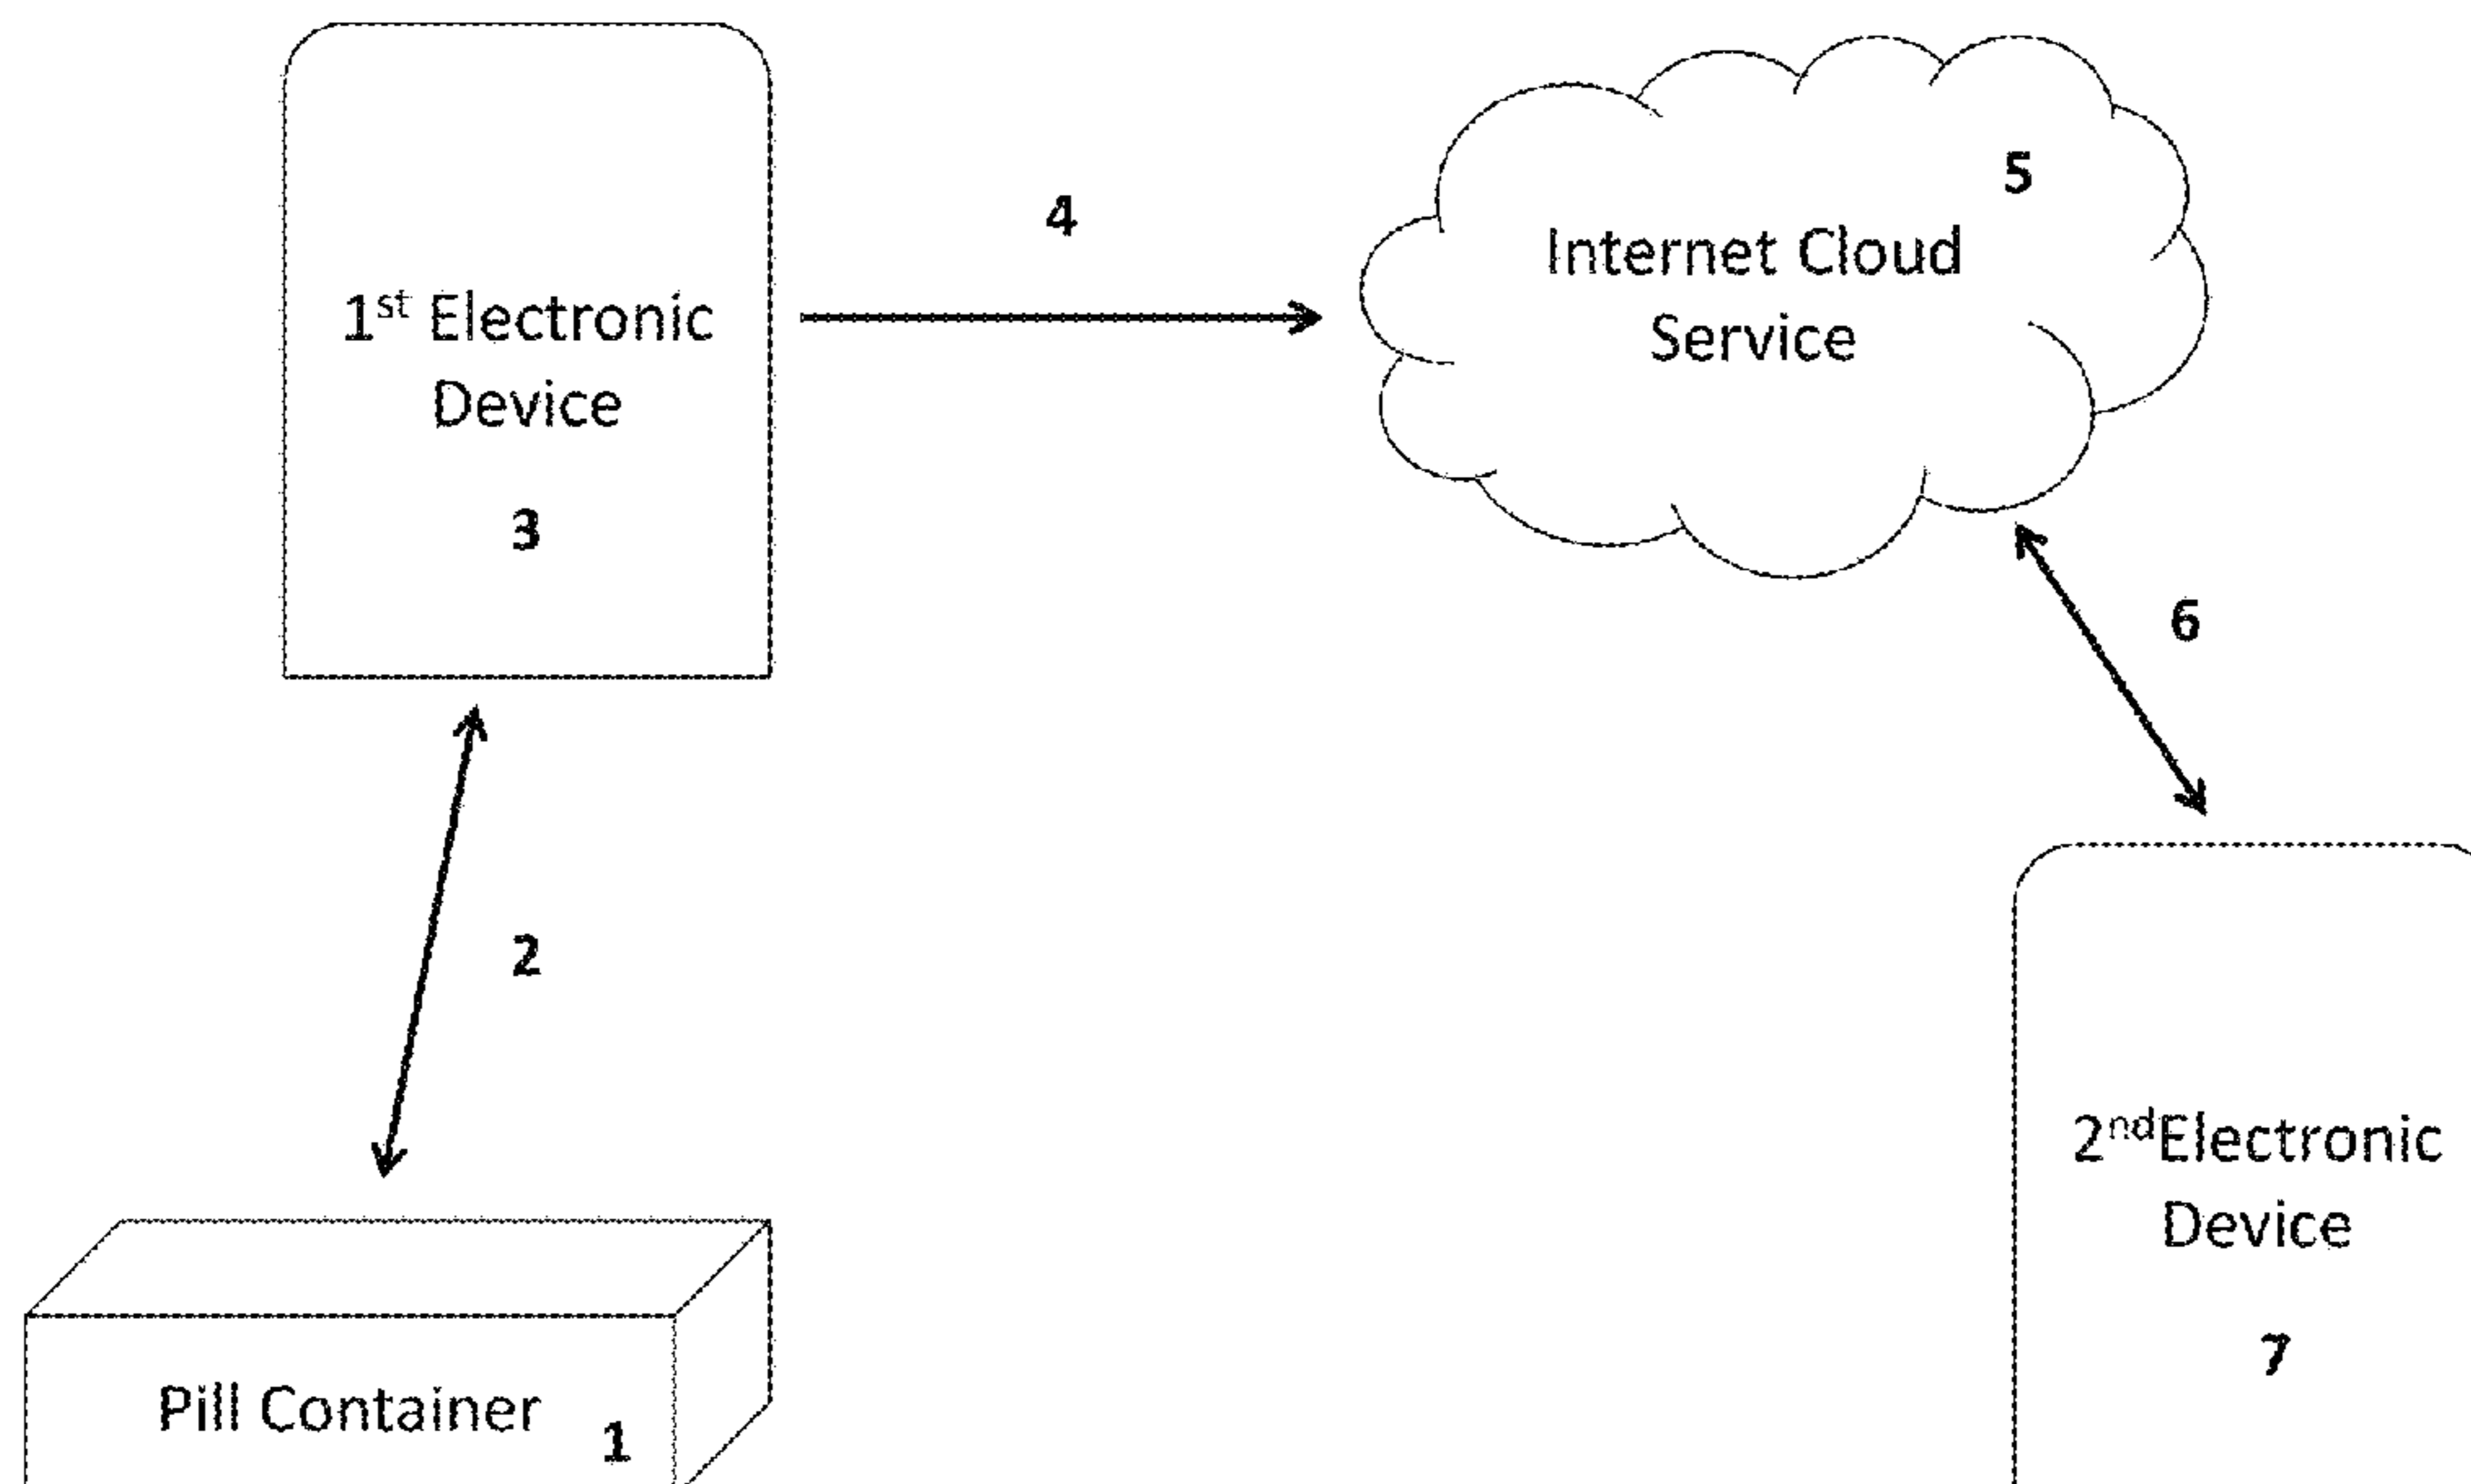 1st Electronic
Device
3
4
5
Internet Cloud
Service
6
2
2ndElectronic
Device
7
Pill Container
1